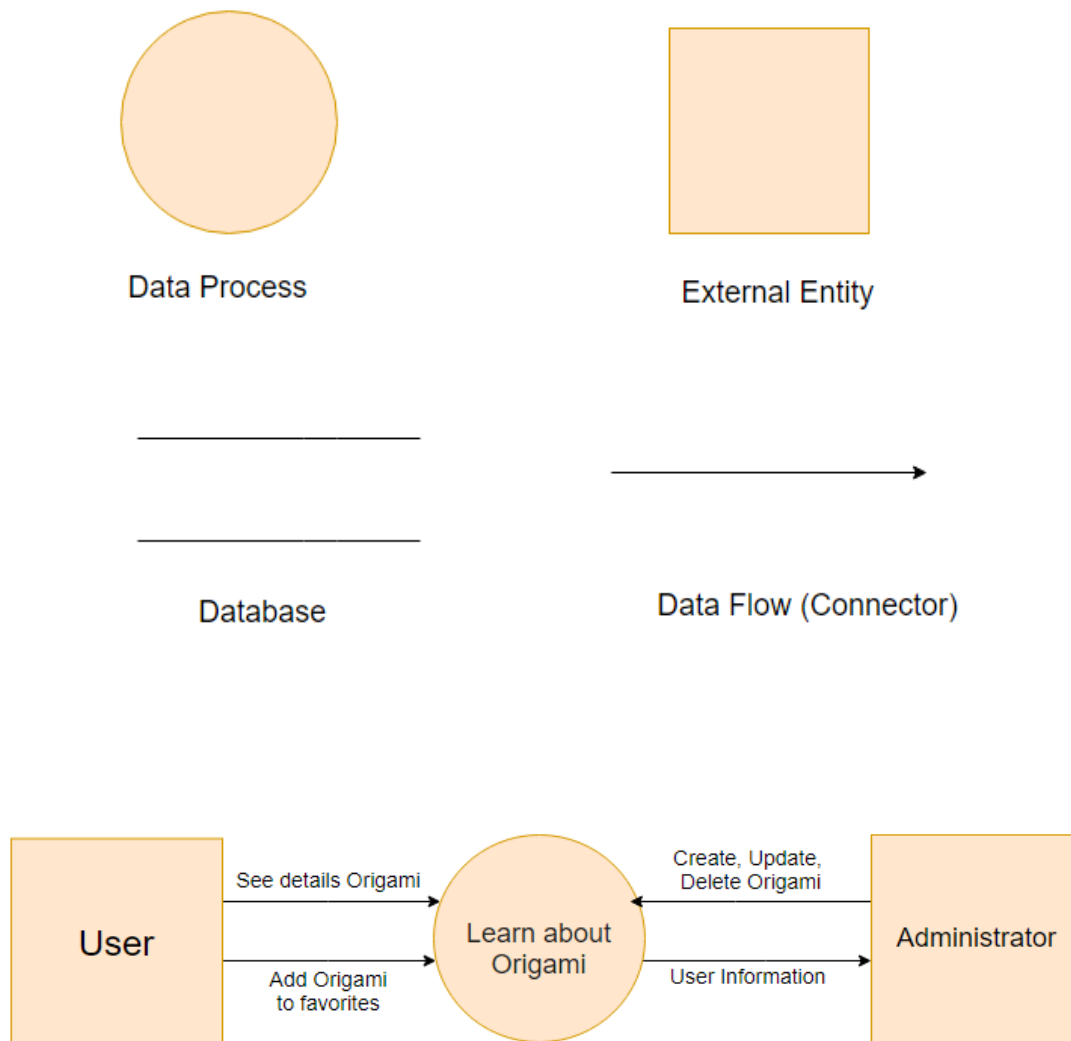 Data Process
External Entity
Database
Data Flow (Connector)
User
See details Origami
Add Origami
to favorites
Learn about
Origami
Create, Update,
Delete Origami
User Information
Administrator